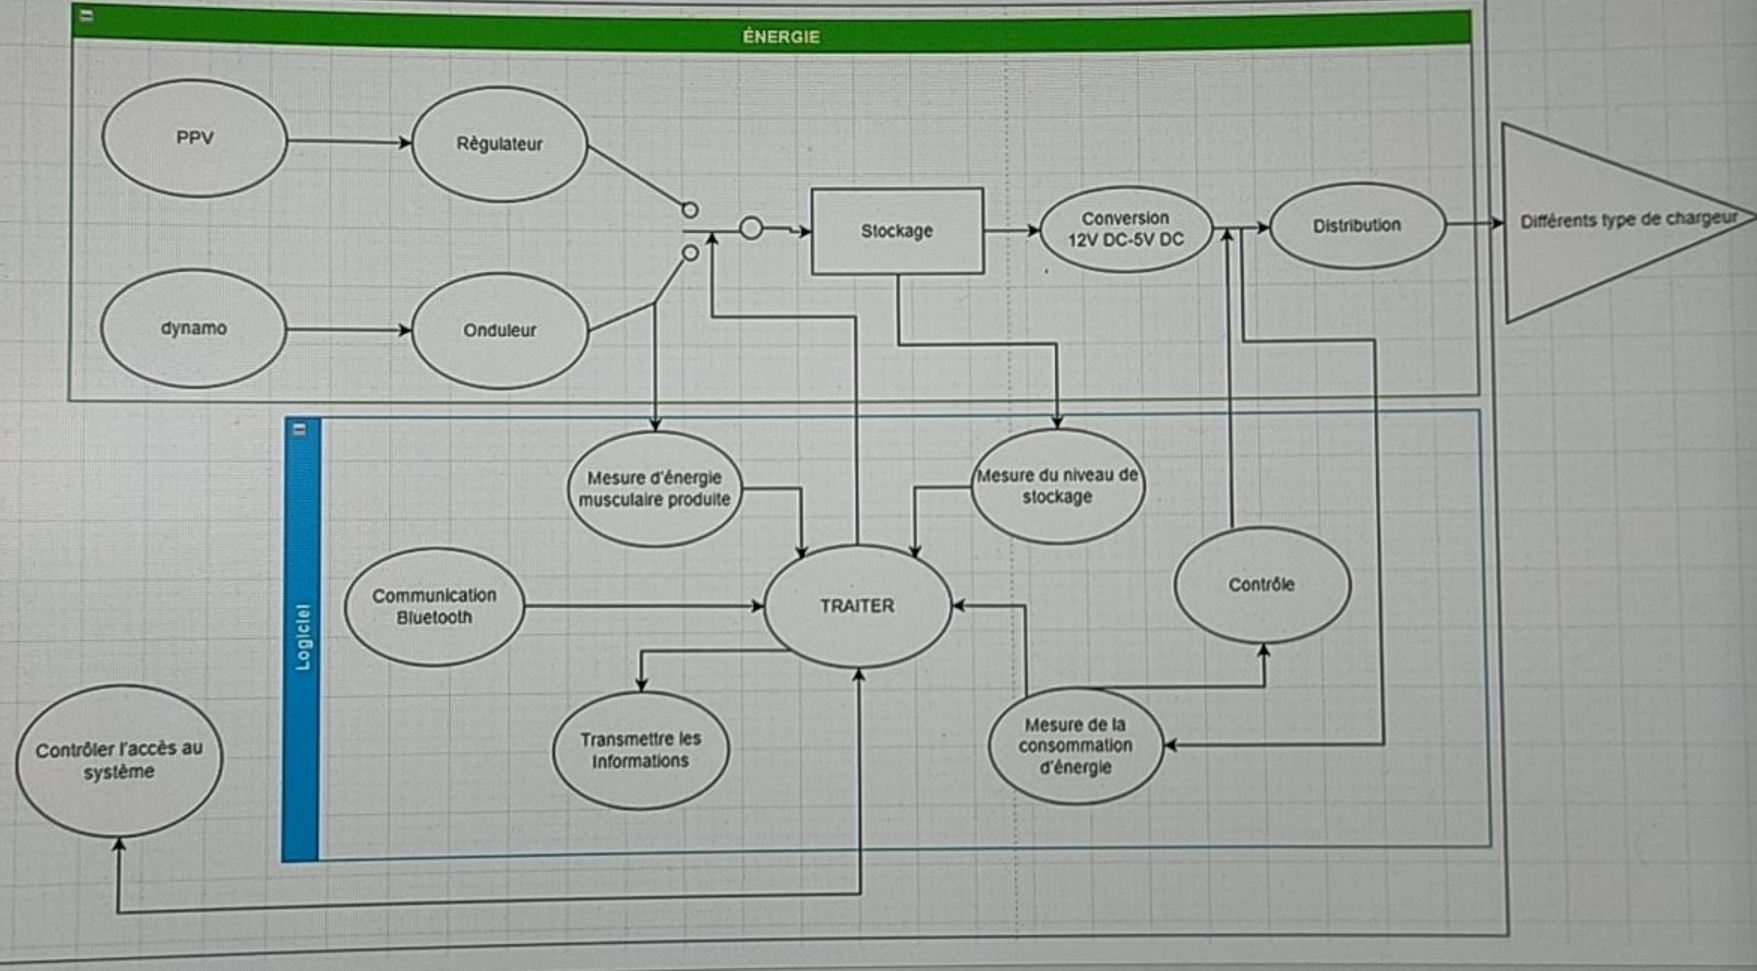 ÉNERGIE
PPV
Règulateur
dynamo
Onduleur
Stockage
Conversion
12V DC-5V DC
Distribution
Différents type de chargeur
Logiciel
Mesure d'énergie
musculaire produite
Mesure du niveau de
stockage
Communication
Bluetooth
TRAITER
Contrôle
Transmettre les
Informations
Mesure de la
consommation
d'énergie
Contrôler l'accès au
système